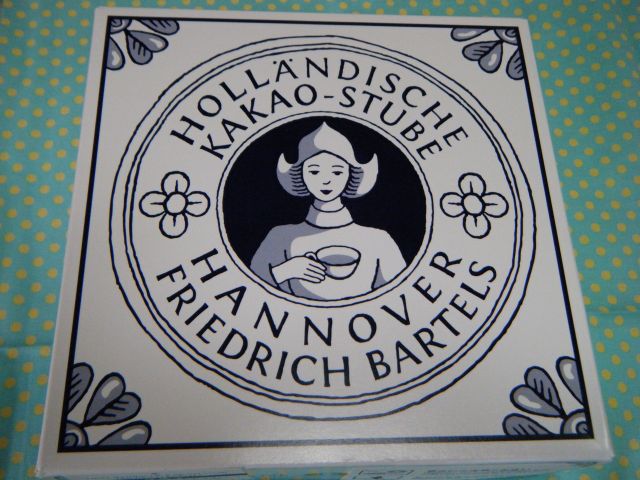 HOLLÄNDISCHE
KAKAO-STUBE
HANNOVER
FRIEDRICH BARTELS